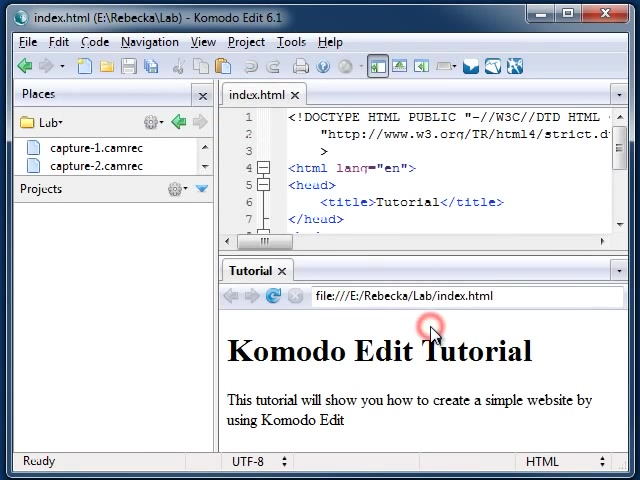 index.html (E:\Rebecka\Lab) - Komodo Edit 6.1
File Edit Code Navigation View Project Tools Help
Places
Lab
capture-1.camrec
capture-2.camrec
Projects
index.html
1 <!DOCTYPE HTML PUBLIC "-//W3C//DTD HTML
2 "http://www.w3.org/TR/html4/strict.d
3 >
4 <html lang="en">
5 <head>
6 <title>Tutorial</title>
7 </head>
Tutorial
file:///E:/Rebecka/Lab/index.html
Komodo Edit Tutorial
This tutorial will show you how to create a simple website by
using Komodo Edit
Ready UTF-8 HTML